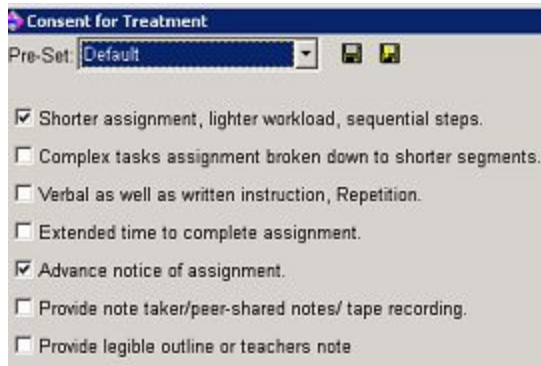 Consent for Treatment
Pre-Set: Default
Shorter assignment, lighter workload, sequential steps.
Complex tasks assignment broken down to shorter segments.
Verbal as well as written instruction, Repetition.
Extended time to complete assignment.
Advance notice of assignment.
Provide note taker/peer-shared notes/ tape recording.
Provide legible outline or teachers note